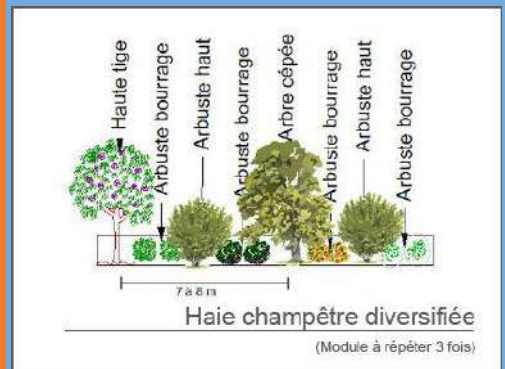 Haute tige
Arbuste bourrage
Arbuste haut
Arbuste bourrage
Arbre cépée
Arbuste bourrage
Arbuste haut
Arbuste bourrage
7 à 8 m
Haie champêtre diversifiée
(Module à répéter 3 fois)